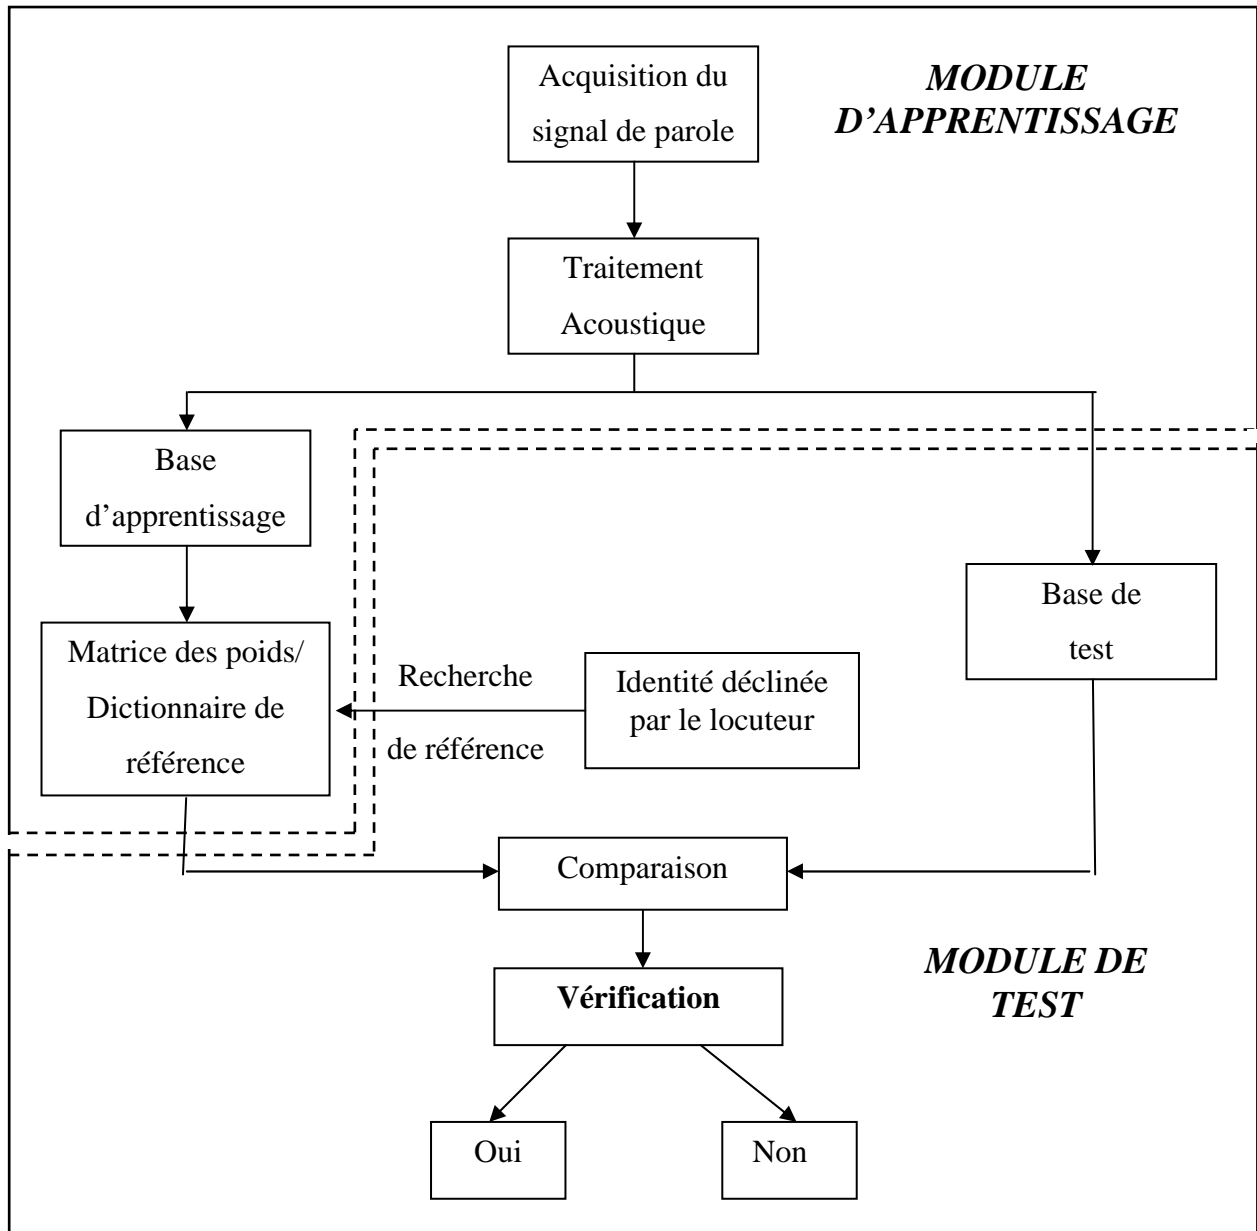 Acquisition du
signal de parole
MODULE
D’APPRENTISSAGE
Traitement
Acoustique
Base
d’apprentissage
Base de
test
Matrice des poids/
Dictionnaire de
référence
Recherche
de référence
Identité déclinée
par le locuteur
Comparaison
Vérification
MODULE DE
TEST
Oui
Non